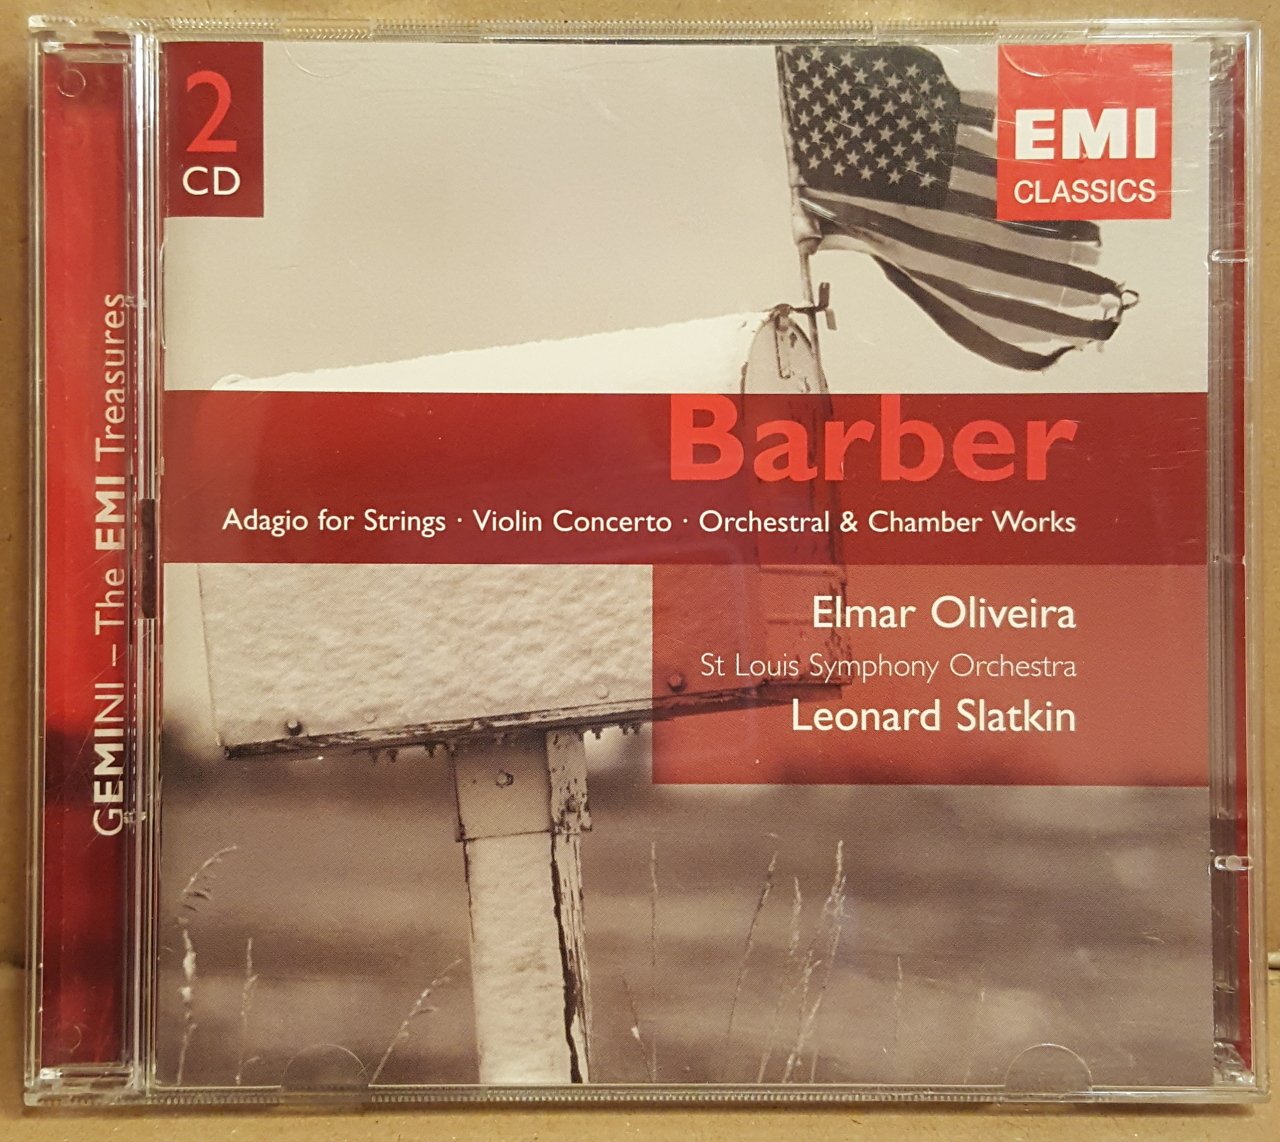 2
CD
EMI
CLASSICS
GEMINI – The EMI Treasures
Barber
Adagio for Strings · Violin Concerto · Orchestral & Chamber Works
Elmar Oliveira
St Louis Symphony Orchestra
Leonard Slatkin